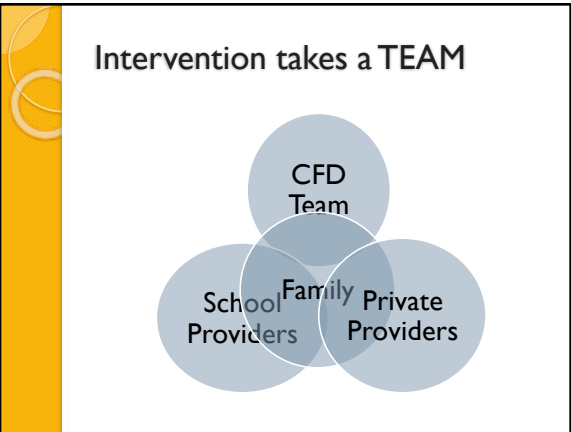 Intervention takes a TEAM
CFD
Team
Family
School
Providers
Private
Providers